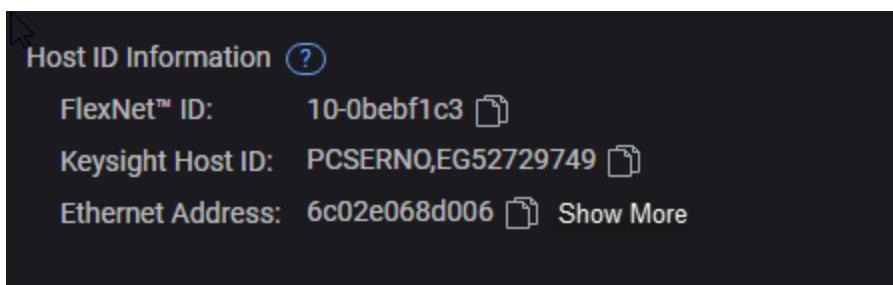 Host ID Information ?
FlexNet™ ID: 10-0bebf1c3
Keysight Host ID: PCSERNO,EG52729749
Ethernet Address: 6c02e068d006 Show More